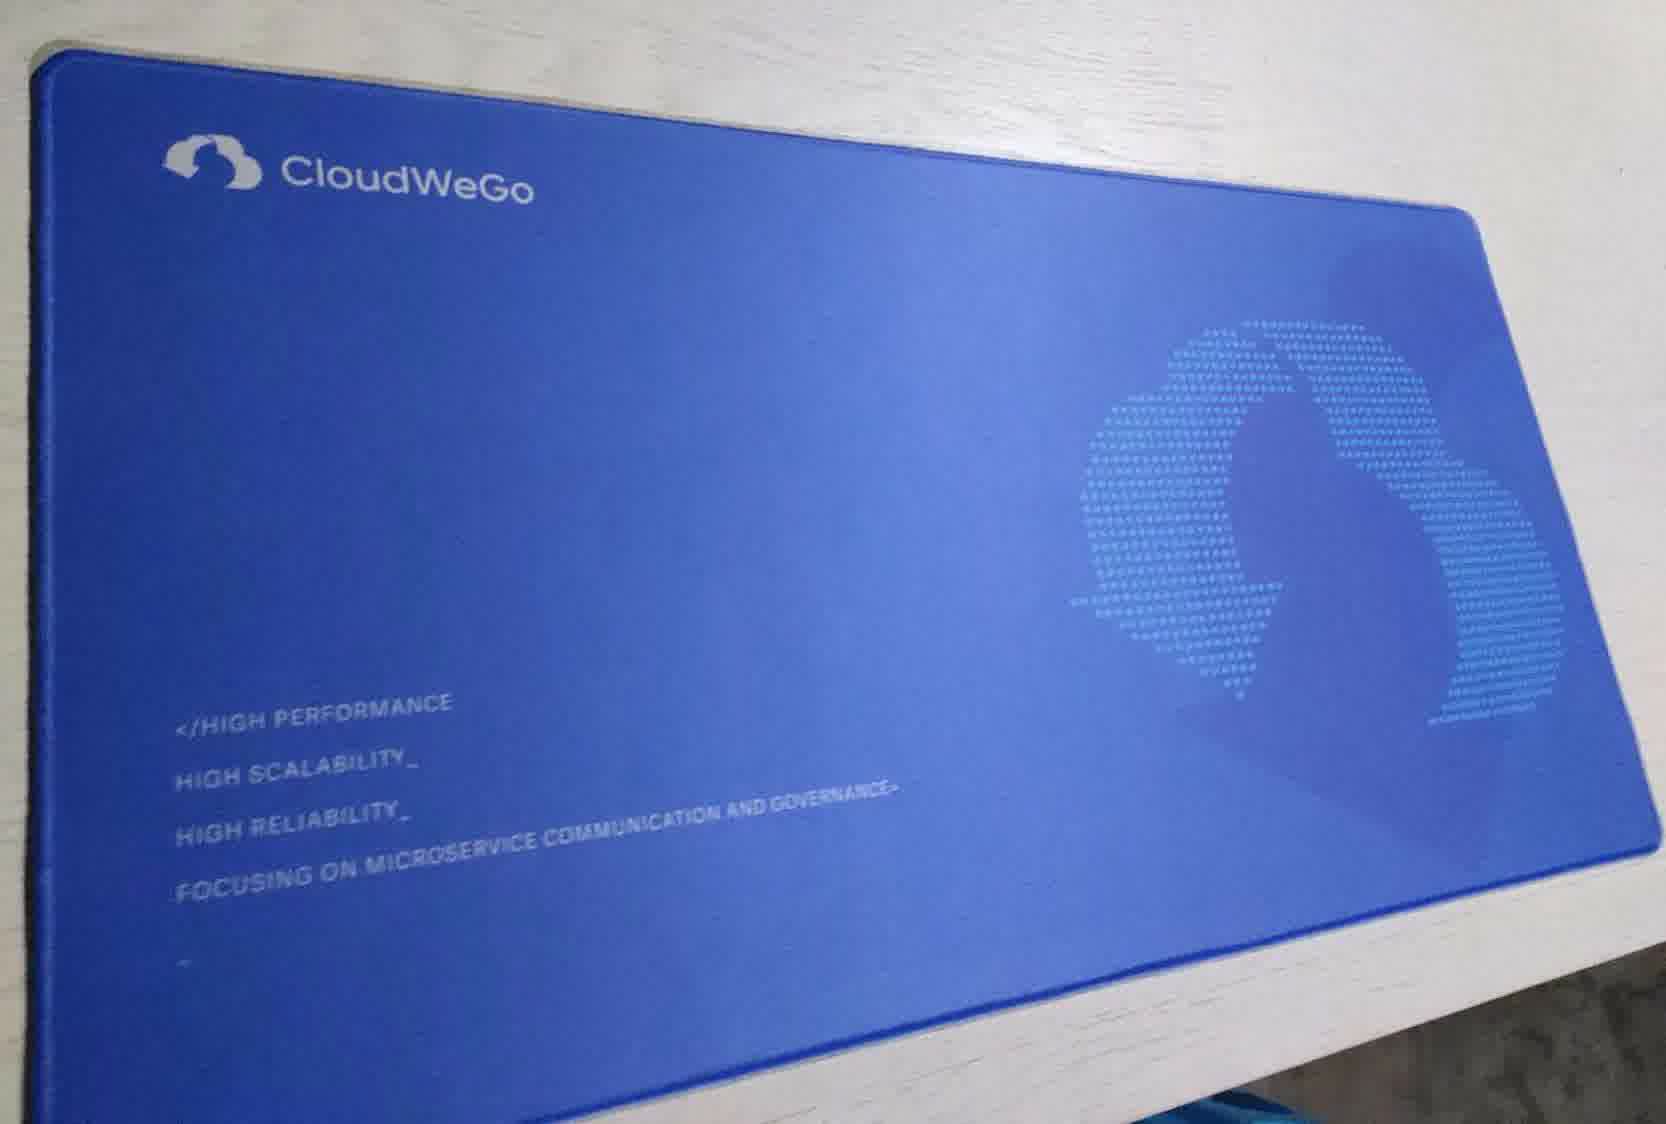 CloudWeGo
</HIGH PERFORMANCE
HIGH SCALABILITY_
HIGH RELIABILITY_
FOCUSING ON MICROSERVICE COMMUNICATION AND GOVERNANCE>
_